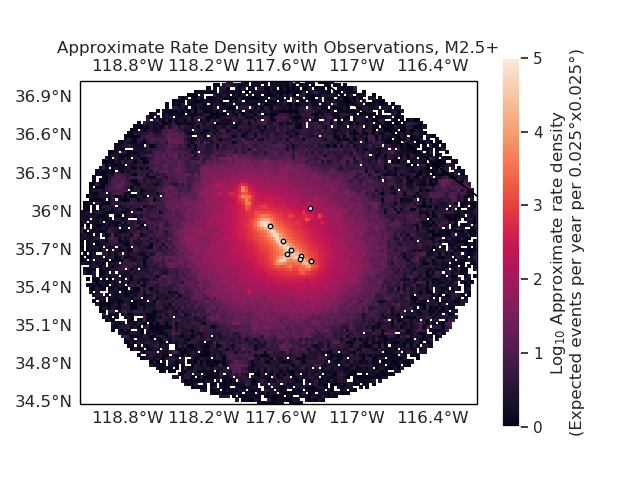 Approximate Rate Density with Observations, M2.5+
118.8°W 118.2°W 117.6°W 117°W 116.4°W
36.9°N
36.6°N
36.3°N
36°N
35.7°N
35.4°N
35.1°N
34.8°N
34.5°N
118.8°W 118.2°W 117.6°W 117°W 116.4°W
5
4
3
2
1
0
Log₁₀ Approximate rate density
(Expected events per year per 0.025°x0.025°)